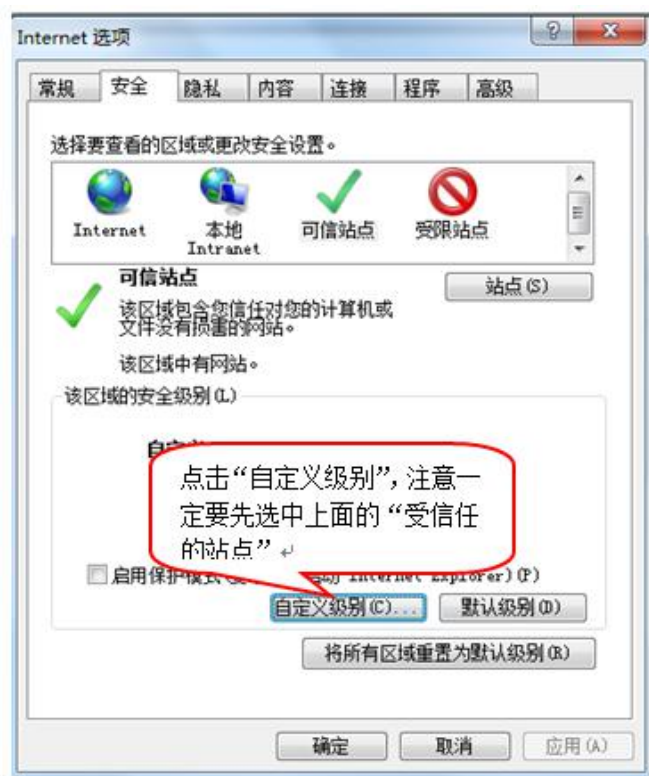 Internet 选项
常规 安全 隐私 内容 连接 程序 高级
选择要查看的区域或更改安全设置。
Internet 本地 可信站点 受限站点
Intranet
可信站点
站点(S)
该区域包含您信任对您的计算机或
文件没有损害的网站。
该区域中有网站。
该区域的安全级别(L)
点击“自定义级别”,注意一
定要先选中上面的“受信任
的站点”
启用保护模式 Internet Explorer)(P)
自定义级别(C)... 默认级别(D)
将所有区域重置为默认级别(R)
确定 取消 应用(A)